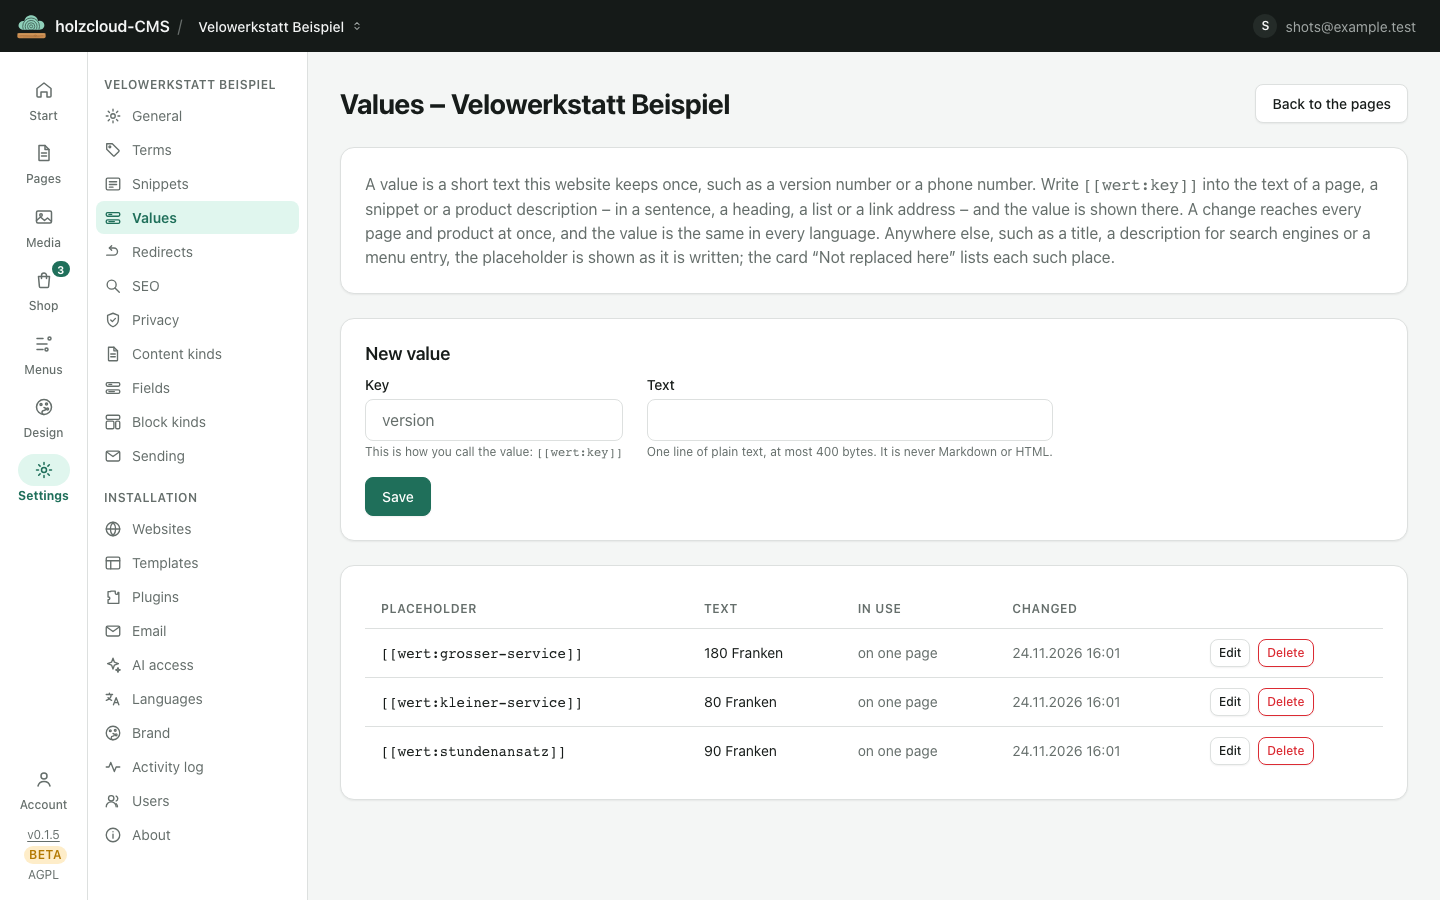 holzcloud-CMS / Velowerkstatt Beispiel
S shots@example.test
Start
Pages
Media
3
Shop
Menus
Design
Settings
Account
v0.1.5
BETA
AGPL
VELOWERKSTATT BEISPIEL
General
Terms
Snippets
Values
Redirects
SEO
Privacy
Content kinds
Fields
Block kinds
Sending
INSTALLATION
Websites
Templates
Plugins
Email
AI access
Languages
Brand
Activity log
Users
About
Values – Velowerkstatt Beispiel
Back to the pages
A value is a short text this website keeps once, such as a version number or a phone number. Write [[wert:key]] into the text of a page, a
snippet or a product description – in a sentence, a heading, a list or a link address – and the value is shown there. A change reaches every
page and product at once, and the value is the same in every language. Anywhere else, such as a title, a description for search engines or a
menu entry, the placeholder is shown as it is written; the card “Not replaced here” lists each such place.
New value
Key Text
version
This is how you call the value: [[wert:key]] One line of plain text, at most 400 bytes. It is never Markdown or HTML.
Save
PLACEHOLDER TEXT IN USE CHANGED
[[wert:grosser-service]] 180 Franken on one page 24.11.2026 16:01 Edit Delete
[[wert:kleiner-service]] 80 Franken on one page 24.11.2026 16:01 Edit Delete
[[wert:stundenansatz]] 90 Franken on one page 24.11.2026 16:01 Edit Delete